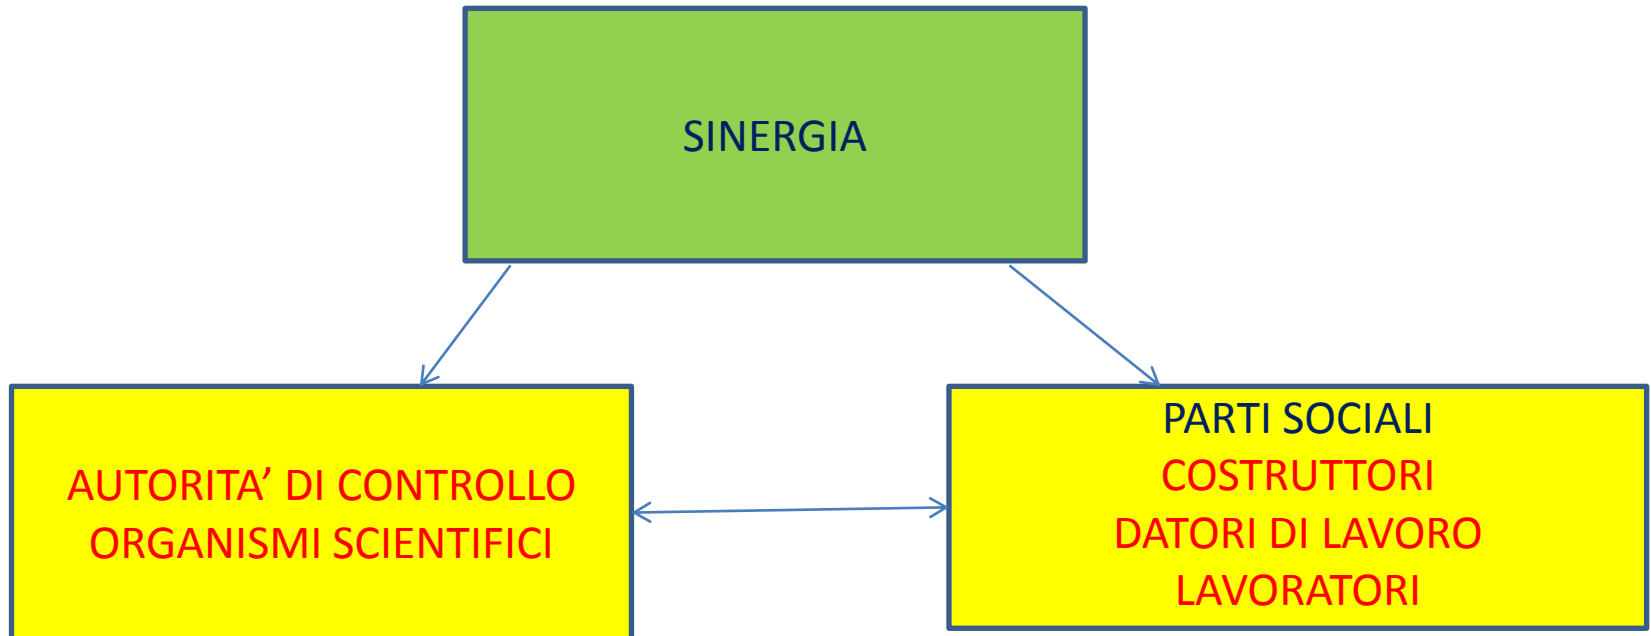 SINERGIA
AUTORITA’ DI CONTROLLO
ORGANISMI SCIENTIFICI
PARTI SOCIALI
COSTRUTTORI
DATORI DI LAVORO
LAVORATORI